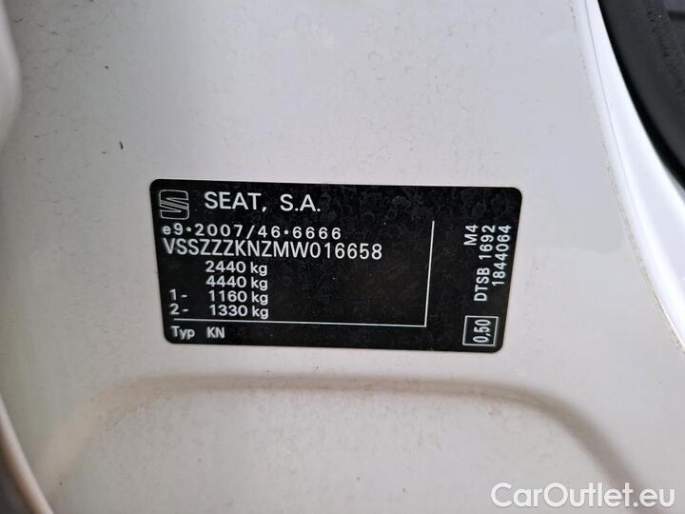 SEAT, S.A.
e9*2007/46*6666
VSSZZZKNZMW016658
2440 kg
4440 kg
1- 1160 kg
2- 1330 kg
Typ KN
M4
DTSB 1692
1844064
0,50
CarOutlet.eu